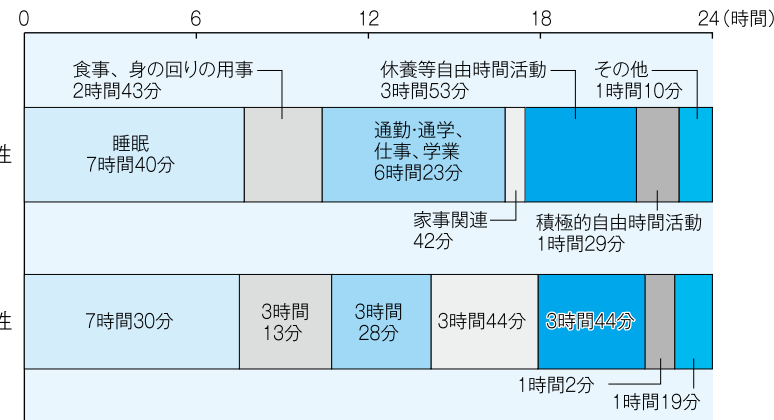 0 6 12 18 24(時間)
食事、身の回りの用事
2時間43分
休養等自由時間活動
3時間53分
その他
1時間10分
性
睡眠
7時間40分
通勤・通学、
仕事、学業
6時間23分
家事関連
42分
積極的自由時間活動
1時間29分
性
7時間30分
3時間
13分
3時間
28分
3時間44分
3時間44分
1時間2分
1時間19分